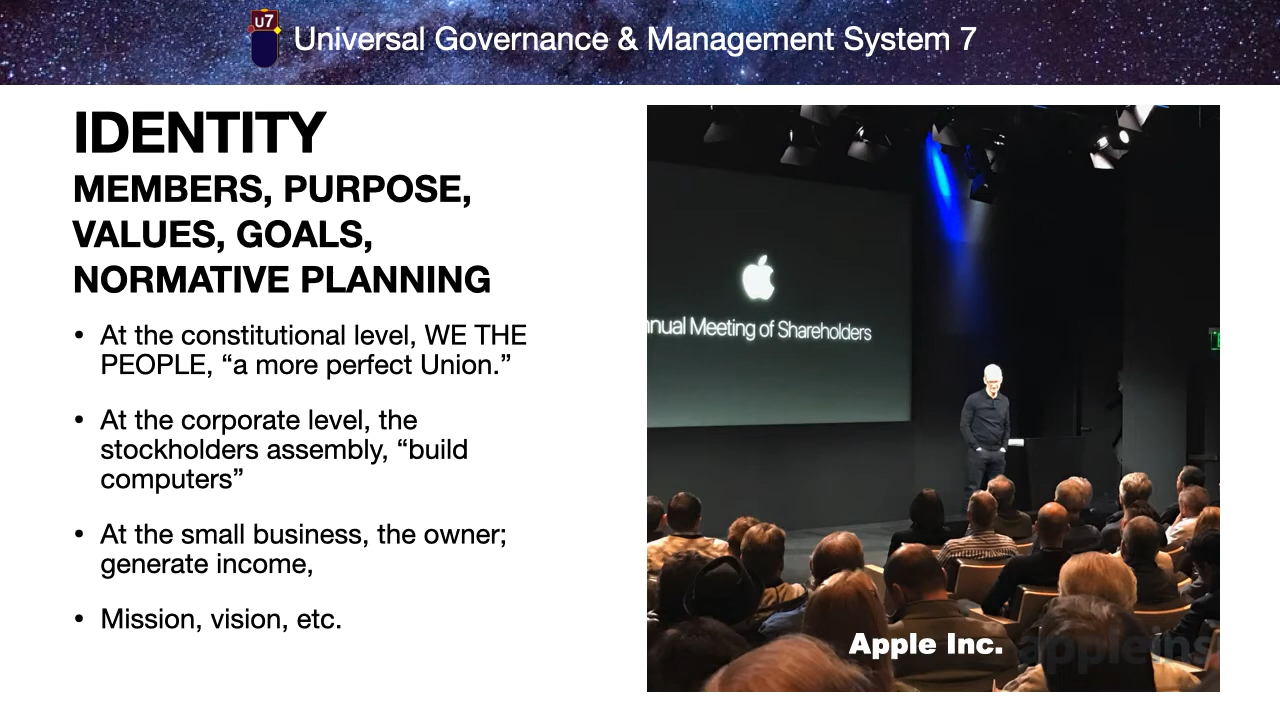 U7
Universal Governance & Management System 7
IDENTITY
MEMBERS, PURPOSE,
VALUES, GOALS,
NORMATIVE PLANNING
• At the constitutional level, WE THE
PEOPLE, “a more perfect Union.”
• At the corporate level, the
stockholders assembly, “build
computers”
• At the small business, the owner;
generate income,
• Mission, vision, etc.
nnual Meeting of Shareholders
Apple Inc.
appleins